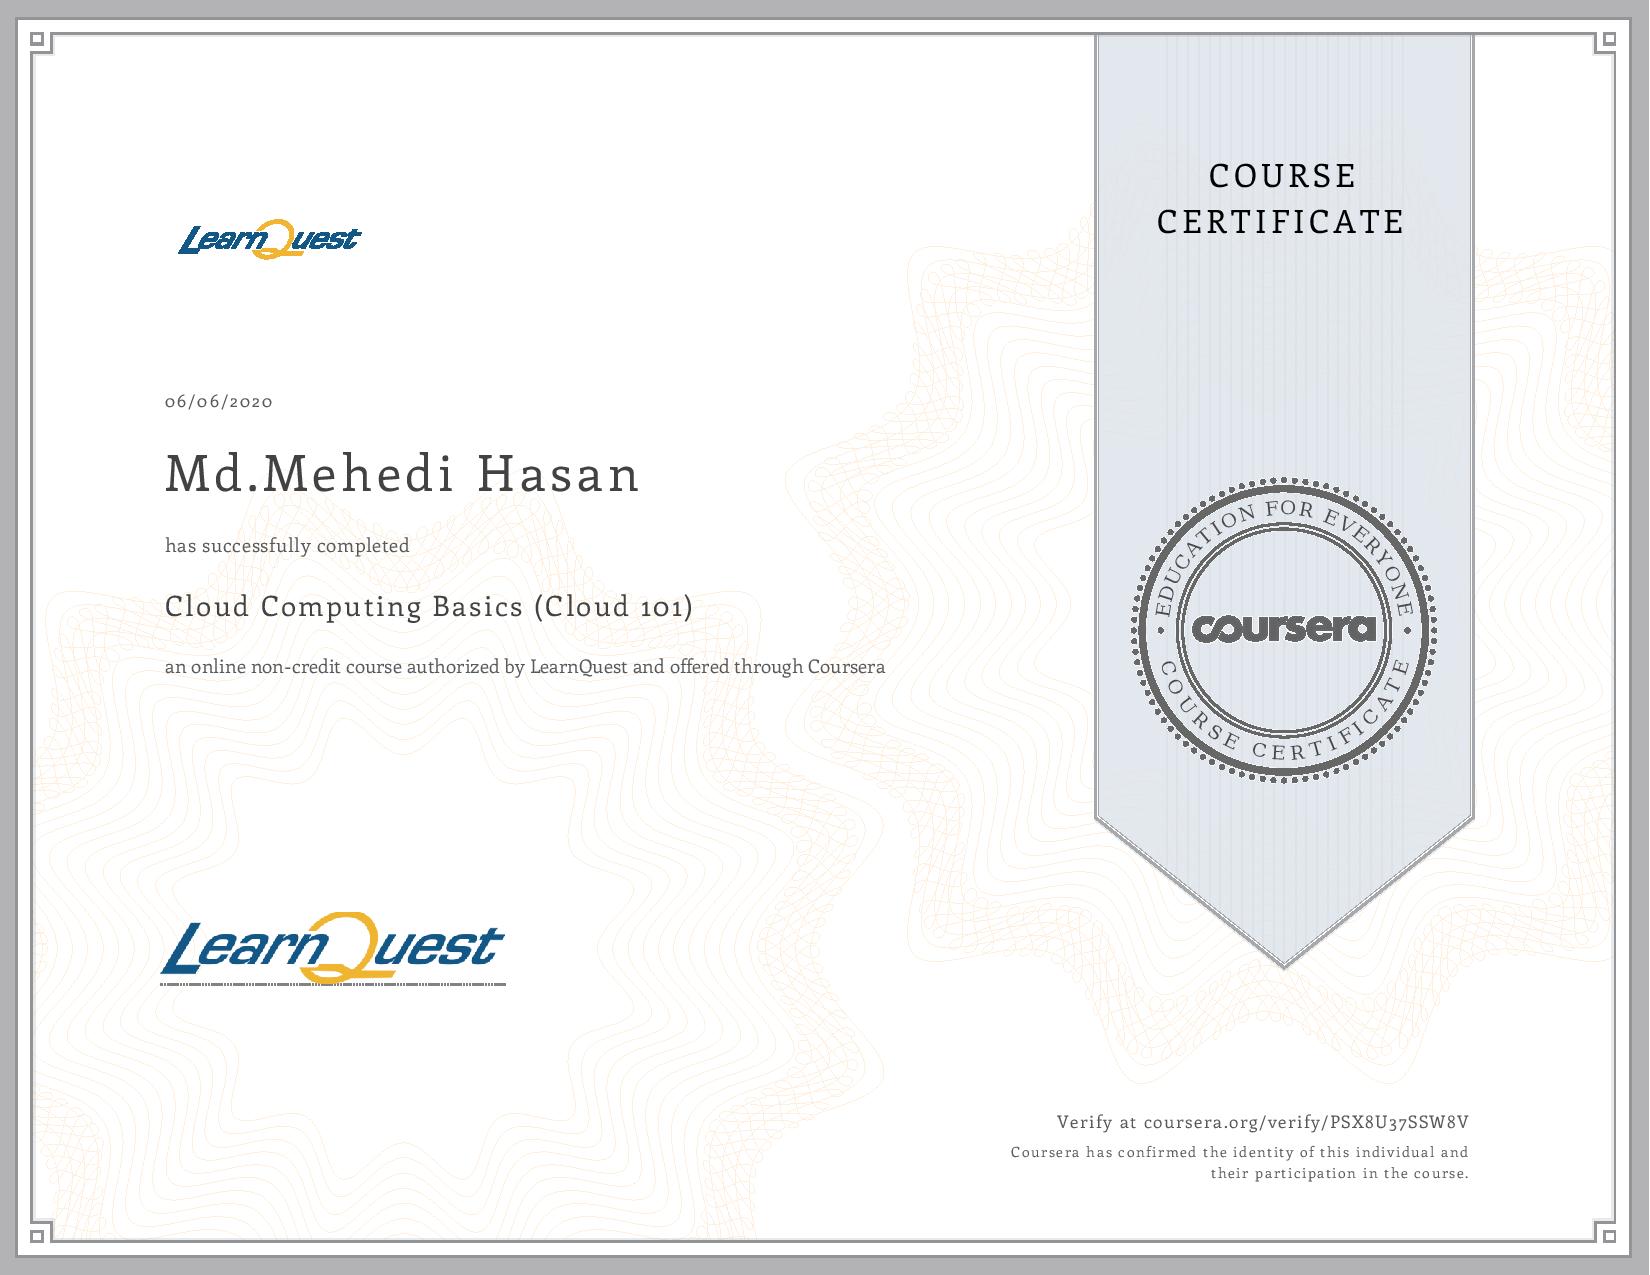 LearnQuest
COURSE
CERTIFICATE
06/06/2020
Md.Mehedi Hasan
has successfully completed
Cloud Computing Basics (Cloud 101)
an online non-credit course authorized by LearnQuest and offered through Coursera
EDUCATION FOR EVERYONE
coursera
COURSE CERTIFICATE
LearnQuest
Verify at coursera.org/verify/PSX8U37SSW8V
Coursera has confirmed the identity of this individual and
their participation in the course.